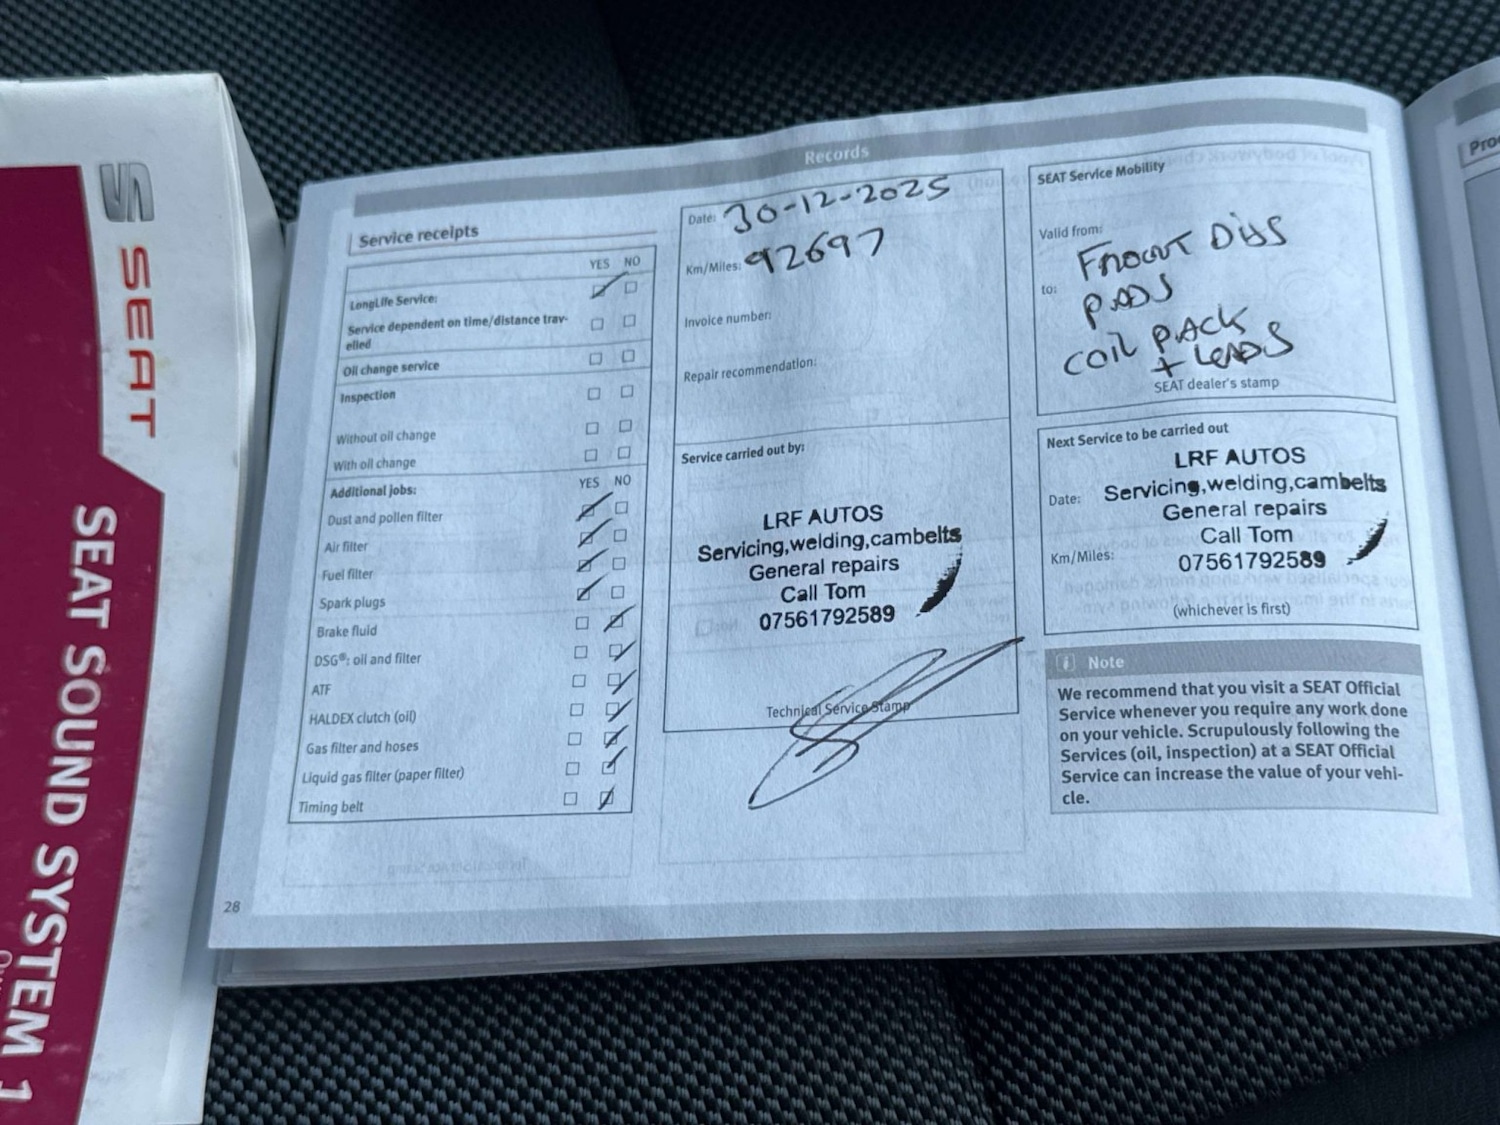 SEAT
SEAT SOUND SYSTEM 1
Records
Service receipts
YES NO
LongLife Service:
Service dependent on time/distance trav-
elled
Oil change service
Inspection
Without oil change
With oil change
Additional jobs: YES NO
Dust and pollen filter
Air filter
Fuel filter
Spark plugs
Brake fluid
DSG®: oil and filter
ATF
HALDEX clutch (oil)
Gas filter and hoses
Liquid gas filter (paper filter)
Timing belt
28
Date: 30-12-2025
Km/Miles: 92697
Invoice number:
Repair recommendation:
Service carried out by:
LRF AUTOS
Servicing,welding,cambelts
General repairs
Call Tom
07561792589
Technical Service Stamp
SEAT Service Mobility
Valid from:
to:
PADS
COIL PACK
+ LEADS
SEAT dealer's stamp
Next Service to be carried out
LRF AUTOS
Date: Servicing,welding,cambelts
General repairs
Call Tom
Km/Miles: 07561792589
(whichever is first)
i Note
We recommend that you visit a SEAT Official
Service whenever you require any work done
on your vehicle. Scrupulously following the
Services (oil, inspection) at a SEAT Official
Service can increase the value of your vehi-
cle.